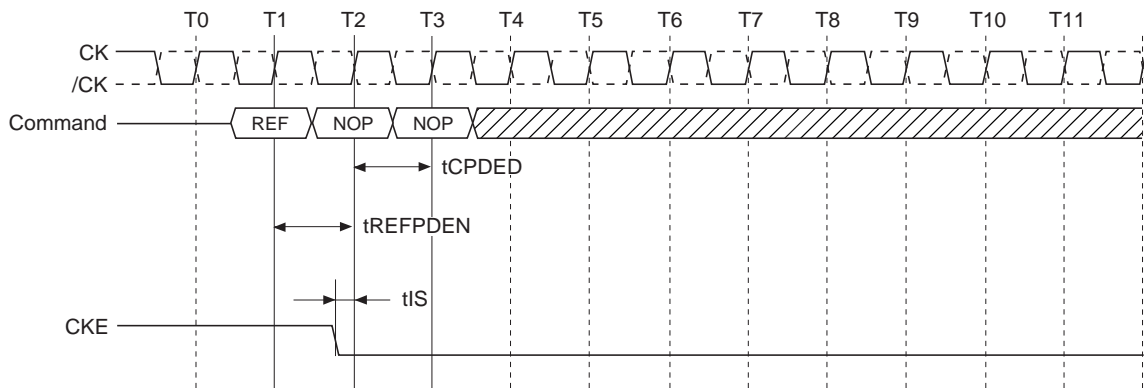 T0 T1 T2 T3 T4 T5 T6 T7 T8 T9 T10 T11
CK
/CK
Command REF NOP NOP
tCPDED
tREFPDEN
tIS
CKE